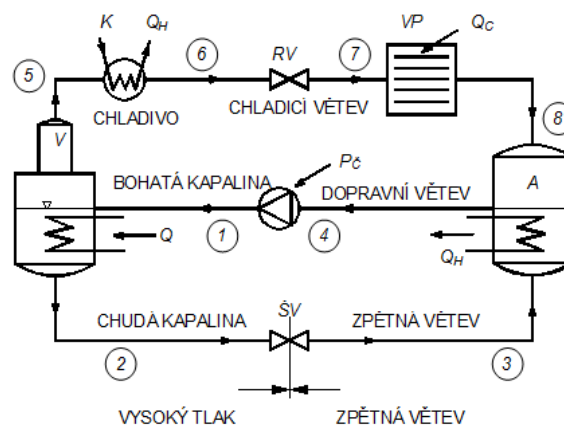 K
Q_H
RV
VP
Q_C
5
6
7
8
CHLADIVO
CHLADICÍ VĚTEV
V
BOHATÁ KAPALINA
P_Č
DOPRAVNÍ VĚTEV
A
Q
1
4
Q_H
CHUDÁ KAPALINA
ŠV
ZPĚTNÁ VĚTEV
2
3
VYSOKÝ TLAK
ZPĚTNÁ VĚTEV